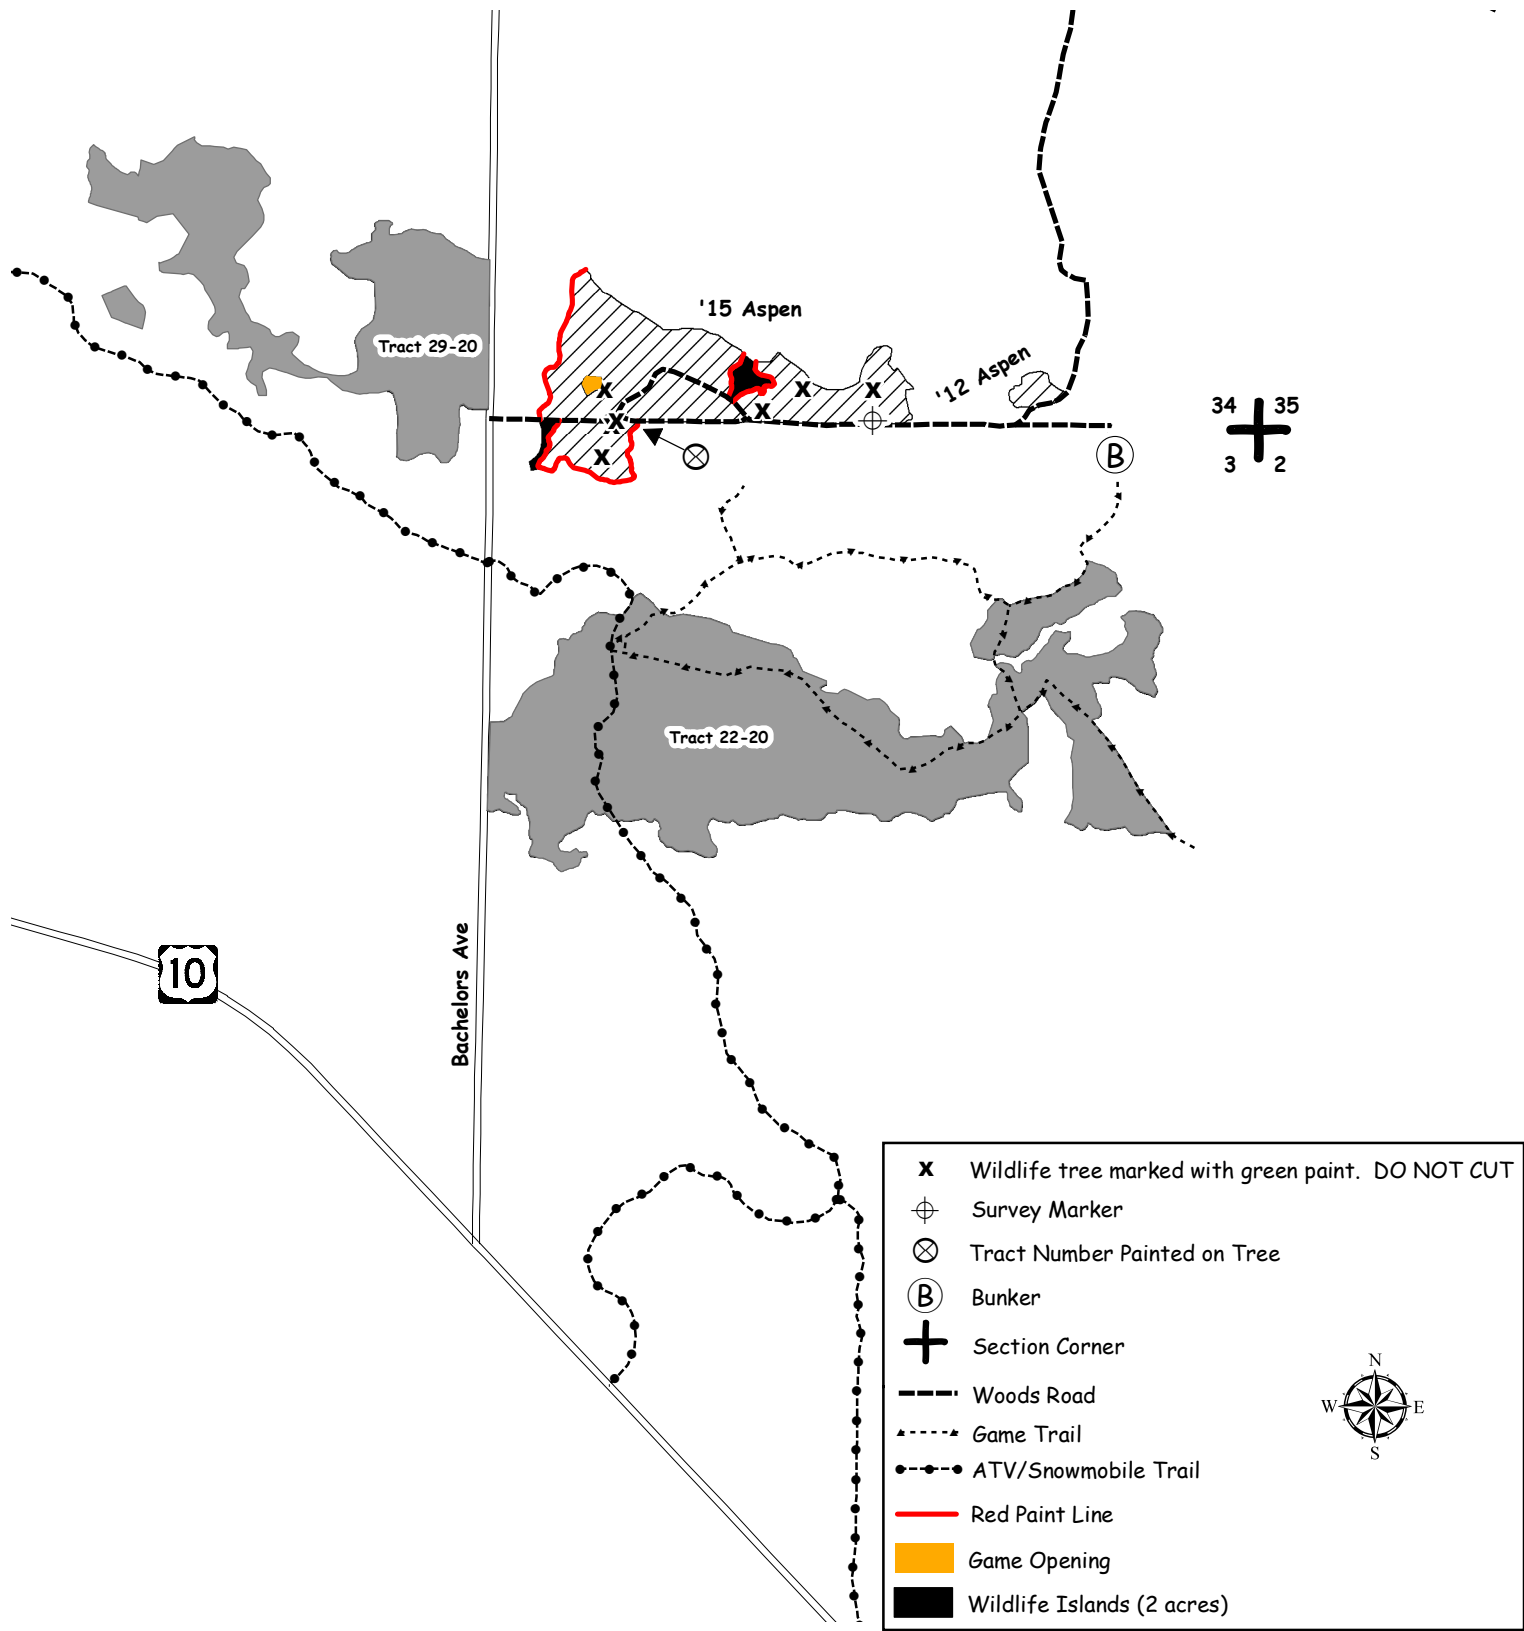 '15 Aspen
Tract 29-20
'12 Aspen
34 35
3 2
x
x
x
x
x
x
B
Tract 22-20
Bachelors Ave
10
x Wildlife tree marked with green paint.  DO NOT CUT
Survey Marker
Tract Number Painted on Tree
B Bunker
Section Corner
Woods Road
Game Trail
ATV/Snowmobile Trail
Red Paint Line
Game Opening
Wildlife Islands (2 acres)
N
W E
S